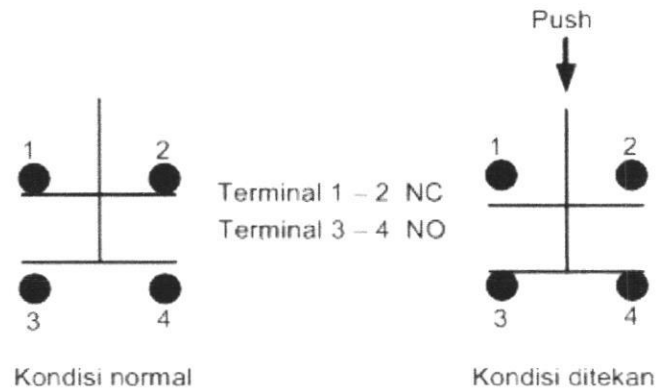 Push
1 2
Terminal 1 – 2 NC
Terminal 3 – 4 NO
3 4
Kondisi normal
1 2
3 4
Kondisi ditekan